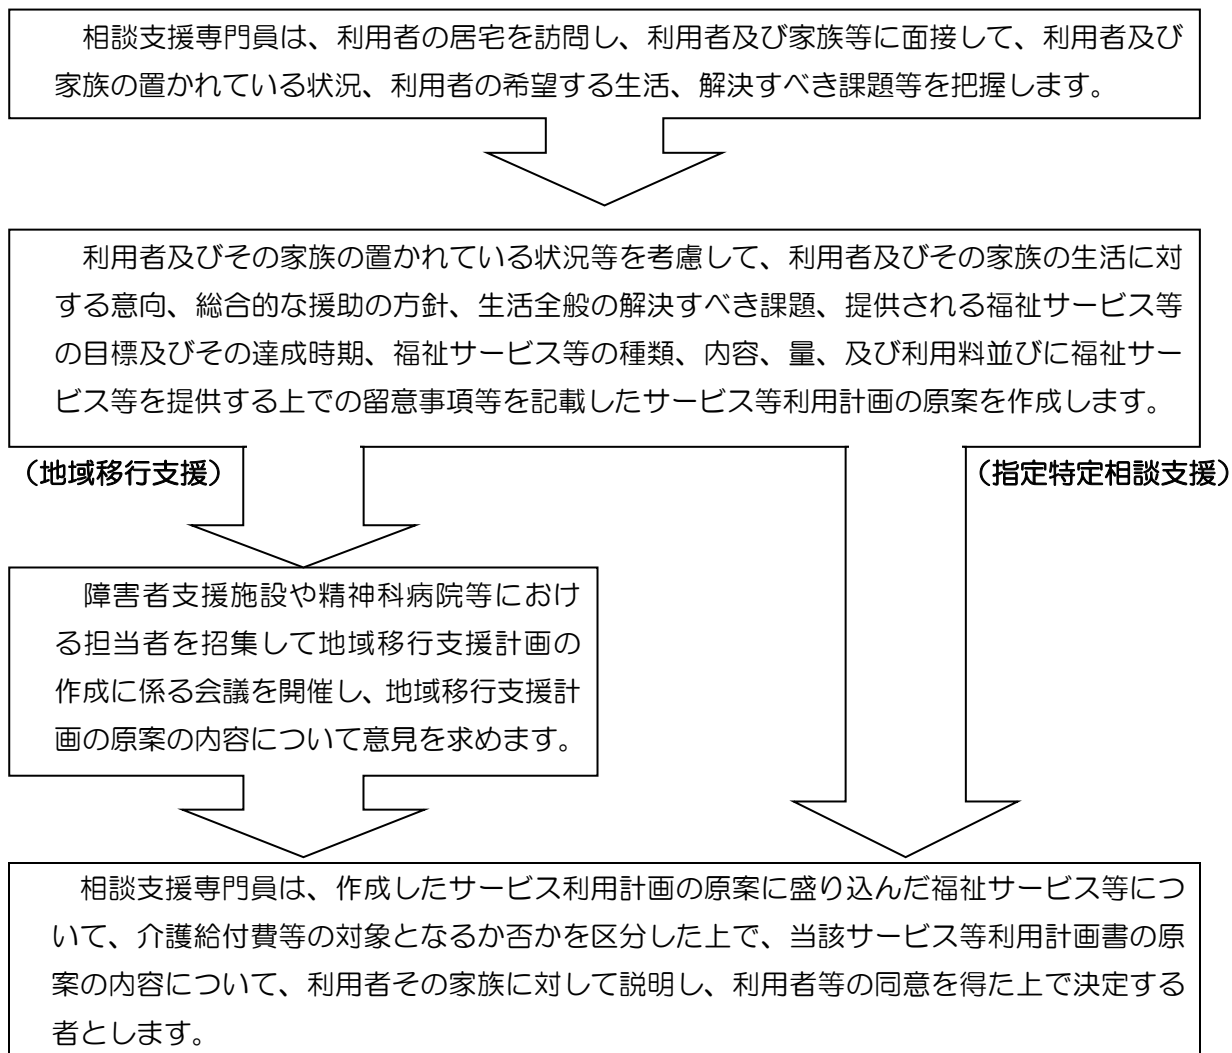 相談支援専門員は、利用者の居宅を訪問し、利用者及び家族等に面接して、利用者及び
家族の置かれている状況、利用者の希望する生活、解決すべき課題等を把握します。
利用者及びその家族の置かれている状況等を考慮して、利用者及びその家族の生活に対
する意向、総合的な援助の方針、生活全般の解決すべき課題、提供される福祉サービス等
の目標及びその達成時期、福祉サービス等の種類、内容、量、及び利用料並びに福祉サー
ビス等を提供する上での留意事項等を記載したサービス等利用計画の原案を作成します。
（地域移行支援）
（指定特定相談支援）
障害者支援施設や精神科病院等におけ
る担当者を招集して地域移行支援計画の
作成に係る会議を開催し、地域移行支援計
画の原案の内容について意見を求めます。
相談支援専門員は、作成したサービス利用計画の原案に盛り込んだ福祉サービス等につ
いて、介護給付費等の対象となるか否かを区分した上で、当該サービス等利用計画書の原
案の内容について、利用者その家族に対して説明し、利用者等の同意を得た上で決定する
者とします。